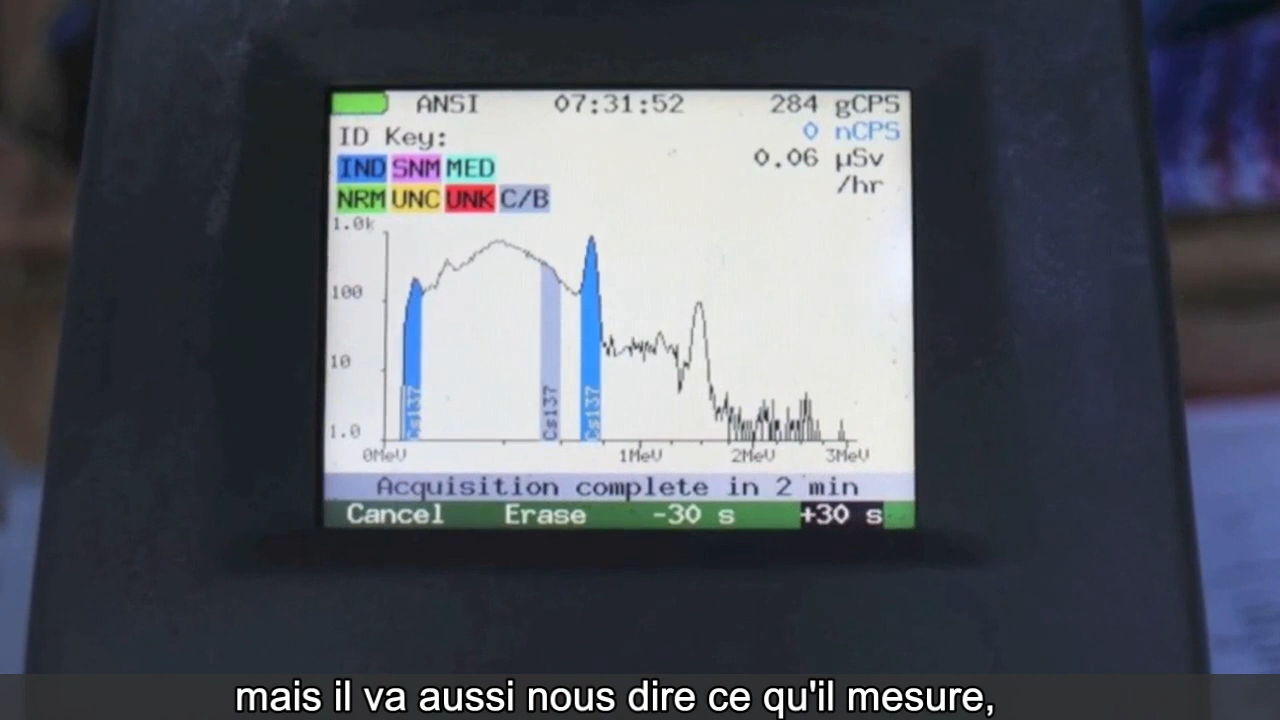 ANSI 07:31:52 284 gCPS
ID Key: 0 nCPS
0.06 µSv
/hr
IND SNM MED
NRM UNC UNK C/B
1.0k
100
10
1.0
Cs137 Cs137 Cs137
0MeV 1MeV 2MeV 3MeV
Acquisition complete in 2 min
Cancel Erase -30 s +30 s
mais il va aussi nous dire ce qu'il mesure,